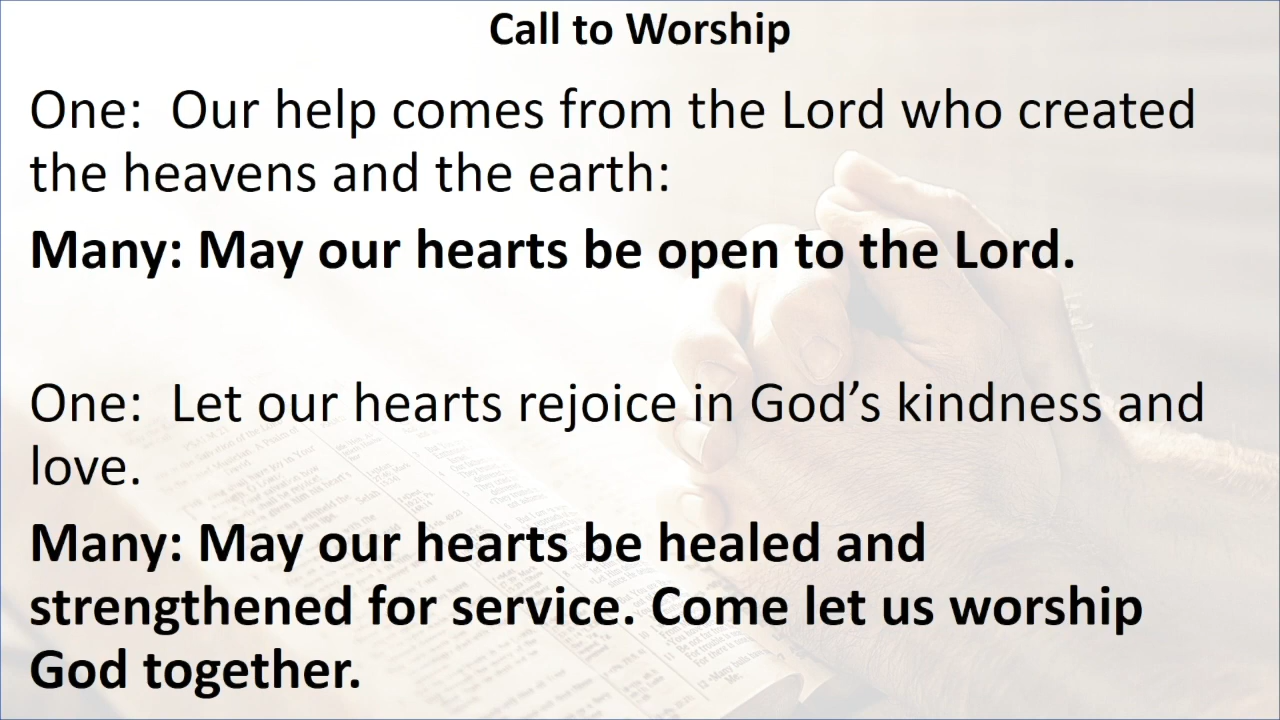 Call to Worship
One:  Our help comes from the Lord who created
the heavens and the earth:
Many: May our hearts be open to the Lord.
One:  Let our hearts rejoice in God’s kindness and
love.
Many: May our hearts be healed and
strengthened for service. Come let us worship
God together.